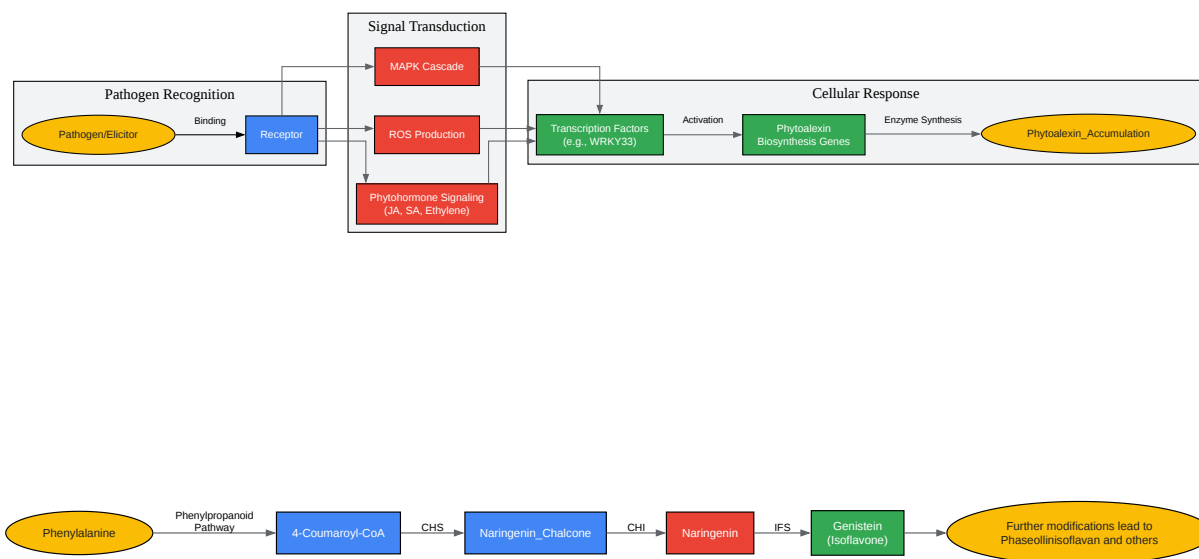 Signal Transduction
MAPK Cascade
Pathogen Recognition
Cellular Response
Pathogen/Elicitor
Binding
Receptor
ROS Production
Transcription Factors
(e.g., WRKY33)
Activation
Phytoalexin
Biosynthesis Genes
Enzyme Synthesis
Phytoalexin_Accumulation
Phytohormone Signaling
(JA, SA, Ethylene)
Phenylalanine
Phenylpropanoid
Pathway
4-Coumaroyl-CoA
CHS
Naringenin_Chalcone
CHI
Naringenin
IFS
Genistein
(Isoflavone)
Further modifications lead to
Phaseollinisoflavan and others